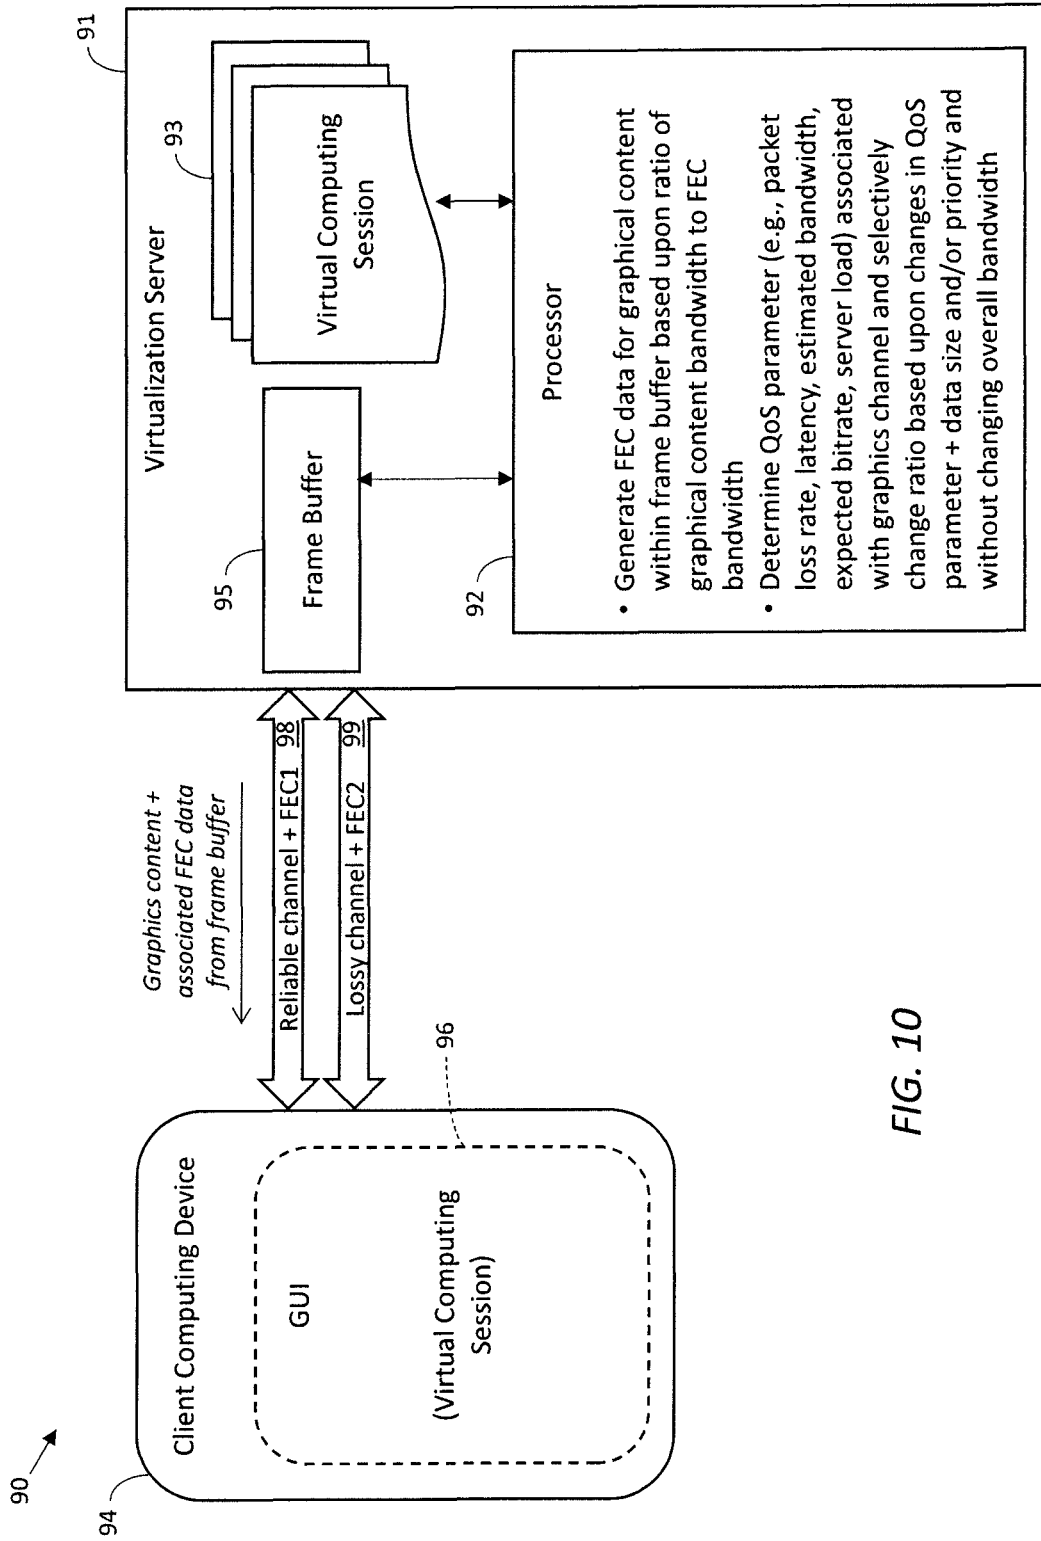 90
94
Client Computing Device
GUI
(Virtual Computing
Session)
96
Graphics content +
associated FEC data
from frame buffer
Reliable channel + FEC1 98
Lossy channel + FEC2 99
91
Virtualization Server
95
Frame Buffer
93
Virtual Computing
Session
92
Processor
• Generate FEC data for graphical content
within frame buffer based upon ratio of
graphical content bandwidth to FEC
bandwidth
• Determine QoS parameter (e.g., packet
loss rate, latency, estimated bandwidth,
expected bitrate, server load) associated
with graphics channel and selectively
change ratio based upon changes in QoS
parameter + data size and/or priority and
without changing overall bandwidth
FIG. 10